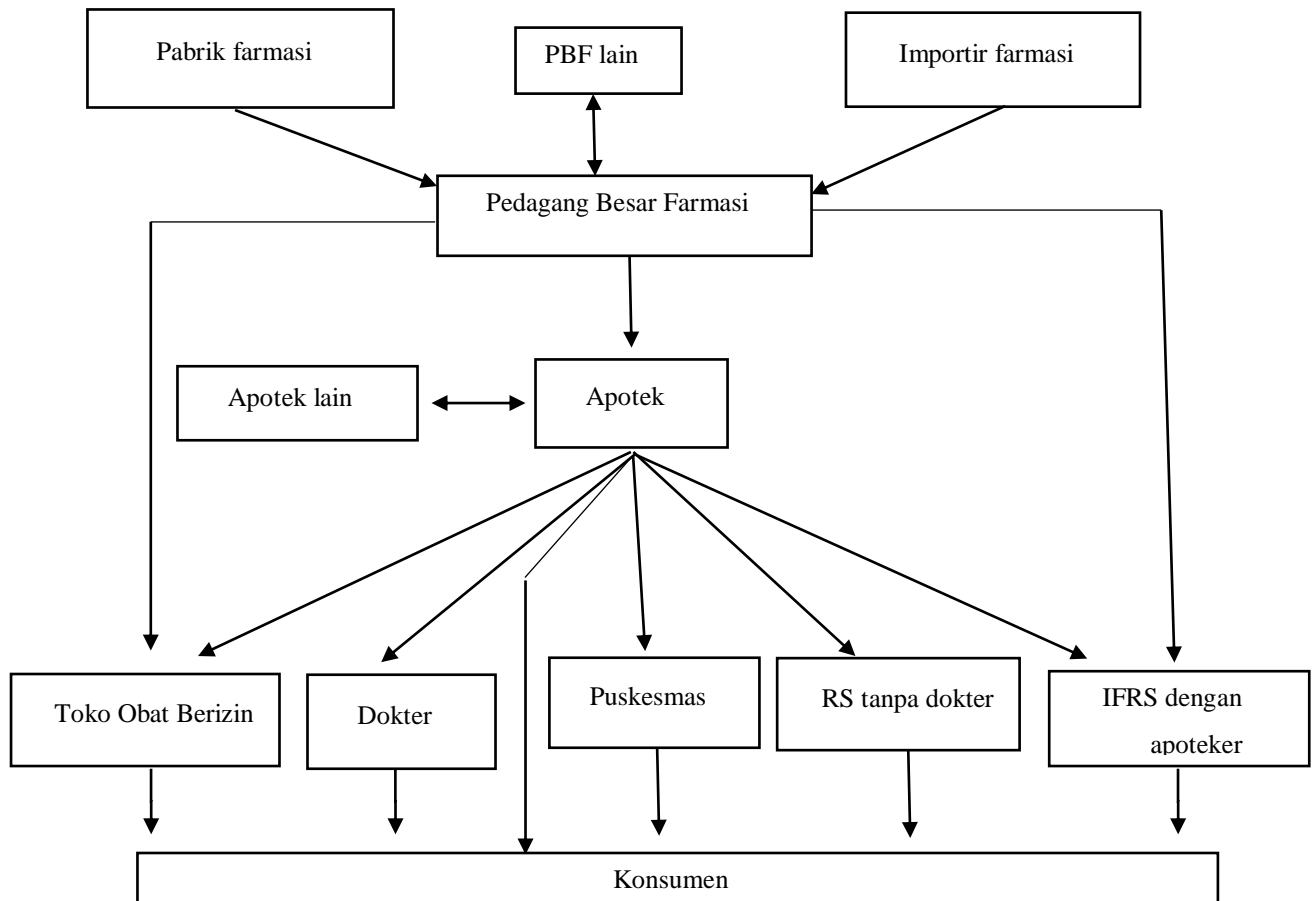 Pabrik farmasi
PBF lain
Importir farmasi
Pedagang Besar Farmasi
Apotek lain
Apotek
Toko Obat Berizin
Dokter
Puskesmas
RS tanpa dokter
IFRS dengan
apoteker
Konsumen